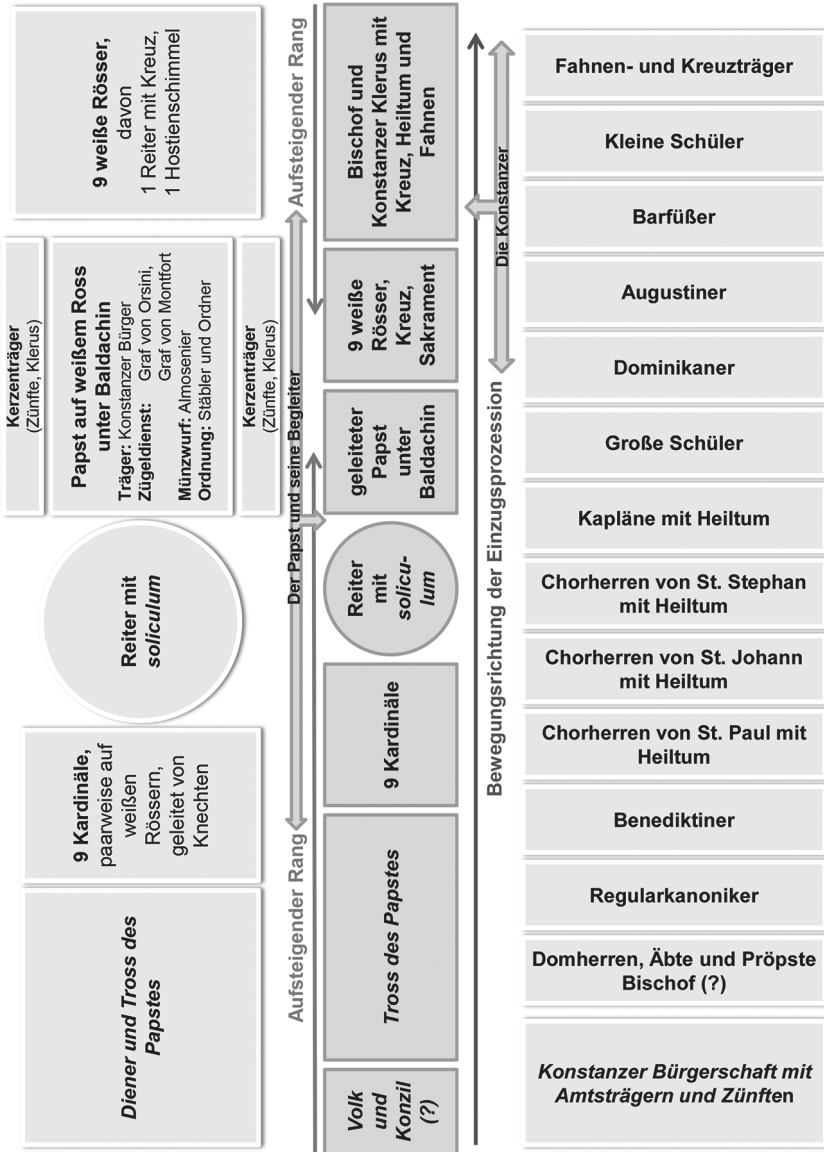 9 weiße Rösser,
davon
1 Reiter mit Kreuz,
1 Hostienschimmel
Kerzenträger
(Zünfte, Klerus)
Papst auf weißem Ross
unter Baldachin
Träger: Konstanzer Bürger
Zügeldienst: Graf von Orsini,
Graf von Montfort
Münzwurf: Almosenier
Ordnung: Stäbler und Ordner
Kerzenträger
(Zünfte, Klerus)
Reiter mit
soliculum
9 Kardinäle,
paarweise auf
weißen
Rössern,
geleitet von
Knechten
Diener und Tross des
Papstes
Aufsteigender Rang
Der Papst und seine Begleiter
Aufsteigender Rang
Bischof und
Konstanzer Klerus mit
Kreuz, Heiltum und
Fahnen
9 weiße
Rösser,
Kreuz,
Sakrament
geleiteter
Papst
unter
Baldachin
Reiter
mit
solicu-
lum
9 Kardinäle
Tross des Papstes
Volk
und
Konzil
(?)
Die Konstanzer
Bewegungsrichtung der Einzugsprozession
Fahnen- und Kreuzträger
Kleine Schüler
Barfüßer
Augustiner
Dominikaner
Große Schüler
Kapläne mit Heiltum
Chorherren von St. Stephan
mit Heiltum
Chorherren von St. Johann
mit Heiltum
Chorherren von St. Paul mit
Heiltum
Benediktiner
Regularkanoniker
Domherren, Äbte und Pröpste
Bischof (?)
Konstanzer Bürgerschaft mit
Amtsträgern und Zünften